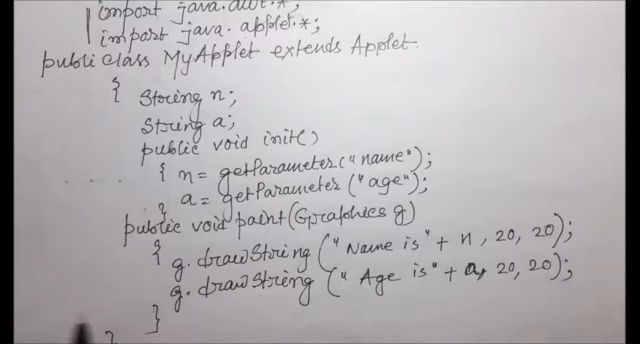 import java.awt.*;
import java.applet.*;
public class MyApplet extends Applet.
{ String n;
String a;
public void init()
{ n = getParameter("name");
a = getParameter("age");
}
public void paint(Graphics g)
{ g.drawString("Name is" + n, 20, 20);
g.drawString("Age is" + a, 20, 20);
}
}